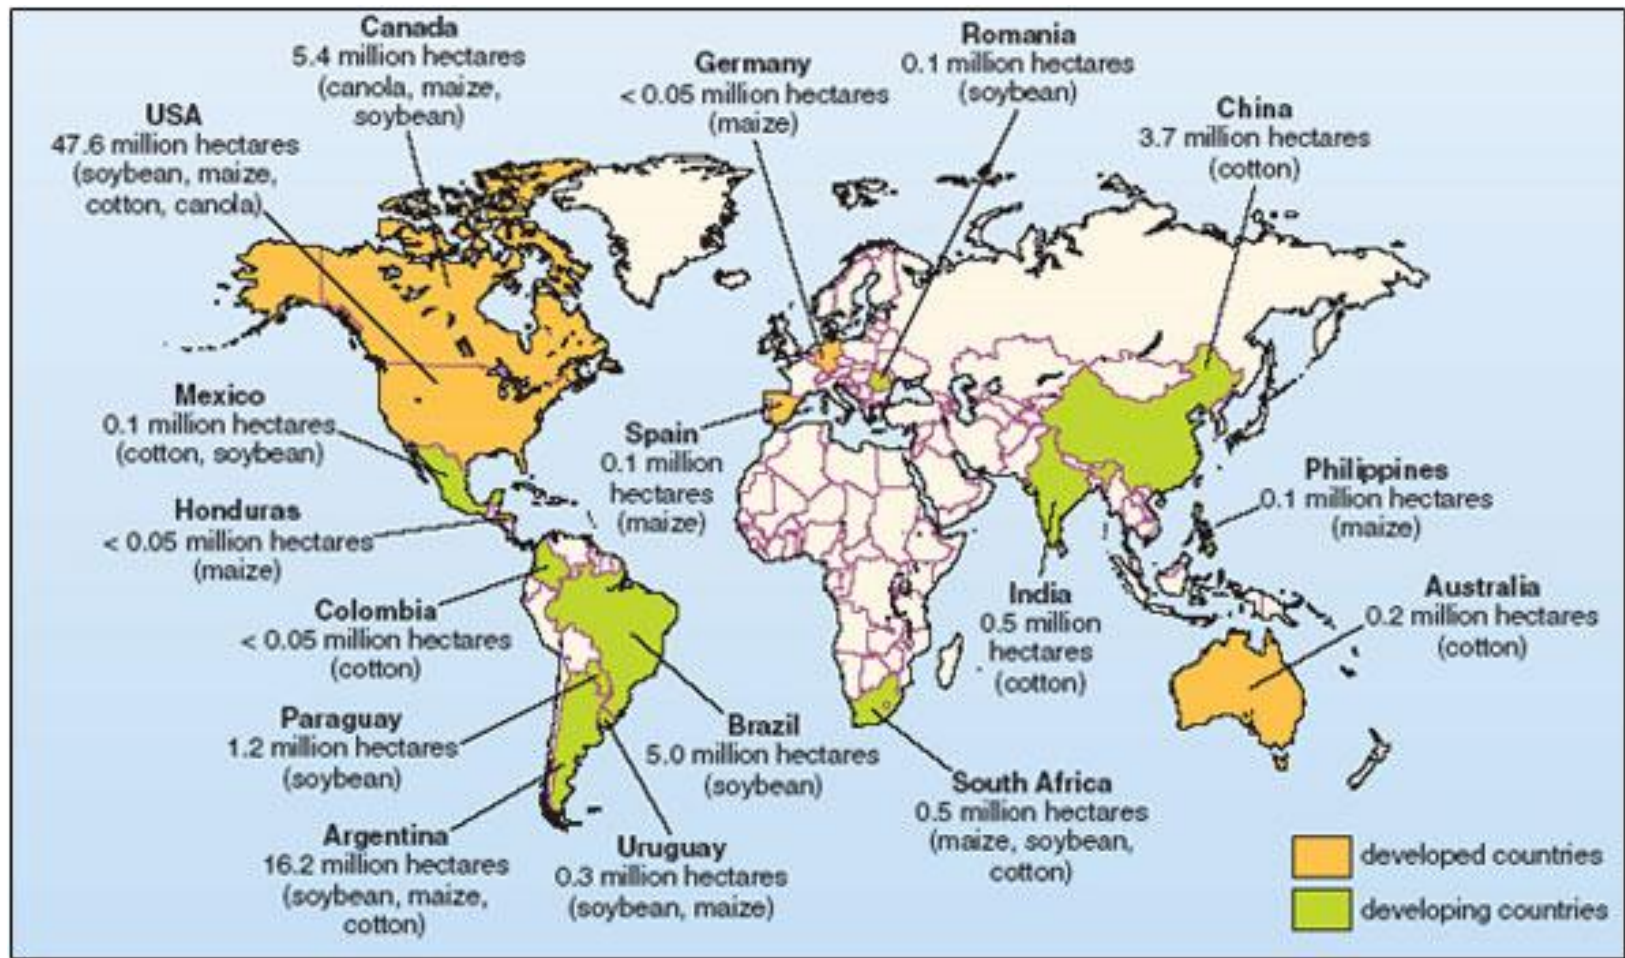 Canada
5.4 million hectares
(canola, maize,
soybean)
Germany
< 0.05 million hectares
(maize)
Romania
0.1 million hectares
(soybean)
China
3.7 million hectares
(cotton)
USA
47.6 million hectares
(soybean, maize,
cotton, canola)
Mexico
0.1 million hectares
(cotton, soybean)
Honduras
< 0.05 million hectares
(maize)
Spain
0.1 million
hectares
(maize)
Philippines
0.1 million hectares
(maize)
Colombia
< 0.05 million hectares
(cotton)
India
0.5 million
hectares
(cotton)
Australia
0.2 million hectares
(cotton)
Paraguay
1.2 million hectares
(soybean)
Brazil
5.0 million hectares
(soybean)
South Africa
0.5 million hectares
(maize, soybean,
cotton)
Argentina
16.2 million hectares
(soybean, maize,
cotton)
Uruguay
0.3 million hectares
(soybean, maize)
developed countries
developing countries